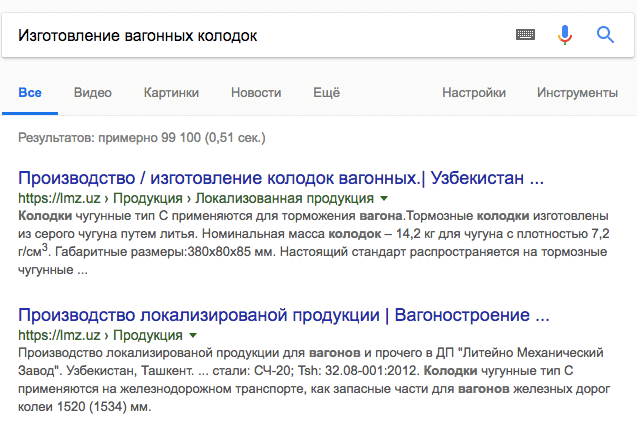 Изготовление вагонных колодок
Все Видео Картинки Новости Ещё Настройки Инструменты
Результатов: примерно 99 100 (0,51 сек.)
Производство / изготовление колодок вагонных.| Узбекистан ...
https://lmz.uz › Продукция › Локализованная продукция
Колодки чугунные тип С применяются для торможения вагона.Тормозные колодки изготовлены
из серого чугуна путем литья. Номинальная масса колодок – 14,2 кг для чугуна с плотностью 7,2
г/см3. Габаритные размеры:380х80х85 мм. Настоящий стандарт распространяется на тормозные
чугунные ...
Производство локализированой продукции | Вагоностроение ...
https://lmz.uz › Продукция
Производство локализированой продукции для вагонов и прочего в ДП "Литейно Механический
Завод". Узбекистан, Ташкент. ... стали: СЧ-20; Tsh: 32.08-001:2012. Колодки чугунные тип С
применяются на железнодорожном транспорте, как запасные части для вагонов железных дорог
колеи 1520 (1534) мм.